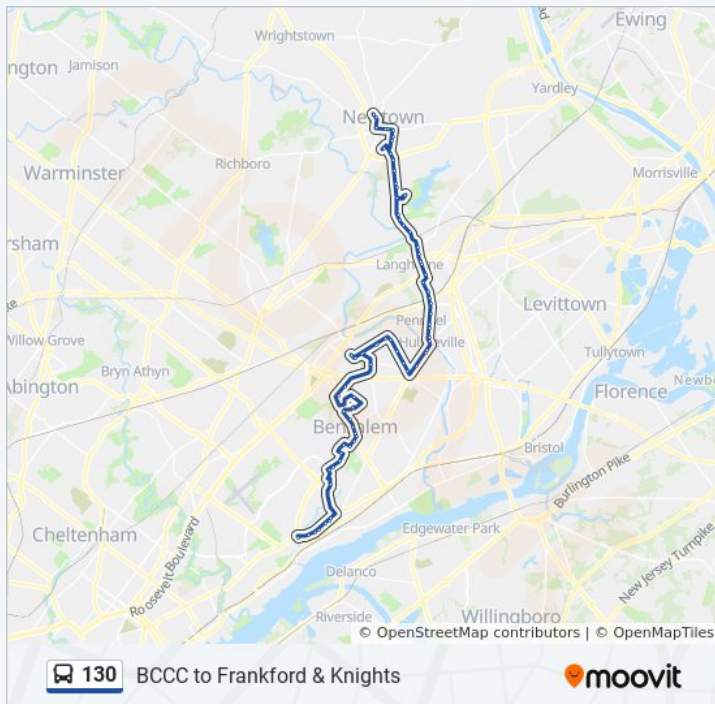 Ewing
Wrightstown
ington
Jamison
Yardley
Newtown
Richboro
Morrisville
Warminster
rsham
Langhorne
Levittown
Penndel
Hulmeville
Willow Grove
Tullytown
Bryn Athyn
Abington
Florence
Newbo
Bensalem
Bristol
Burlington Pike
Edgewater Park
Cheltenham
Roosevelt Boulevard
Delanco
New Jersey Turnpike
Riverside
Willingboro
© OpenStreetMap contributors | © OpenMapTiles
130 BCCC to Frankford & Knights
moovit